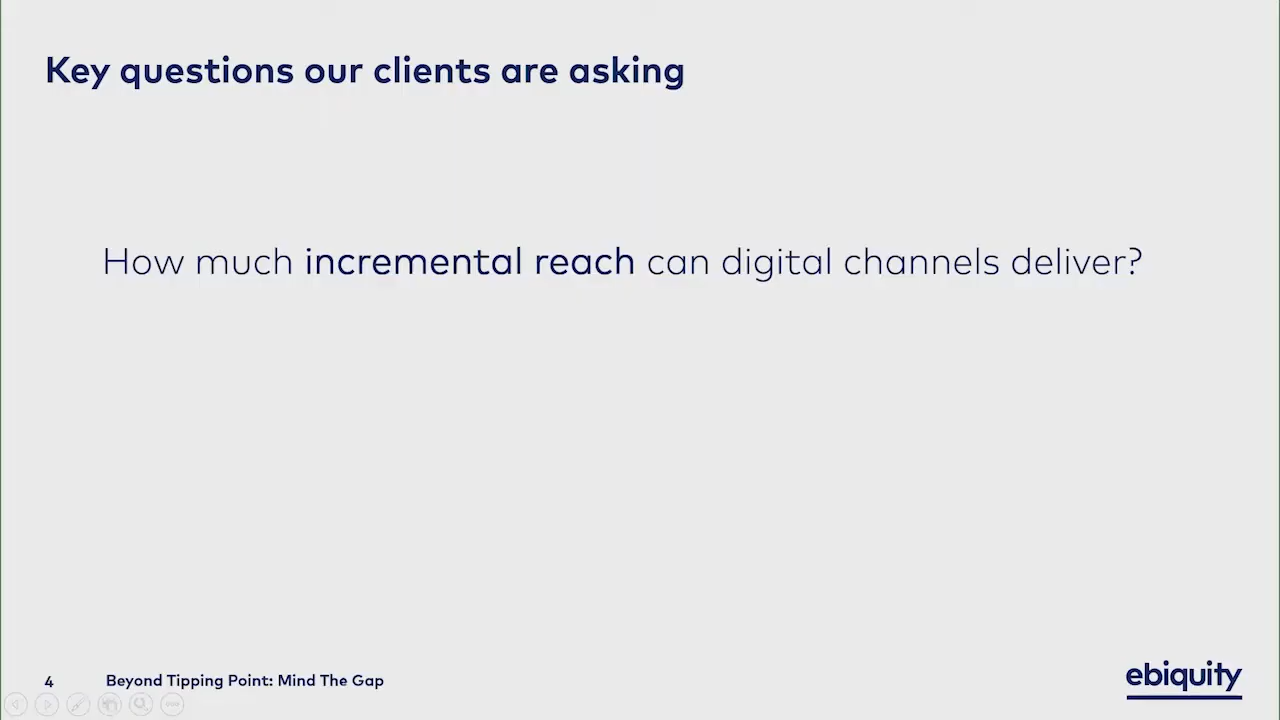 Key questions our clients are asking
How much incremental reach can digital channels deliver?
4 Beyond Tipping Point: Mind The Gap
ebiquity